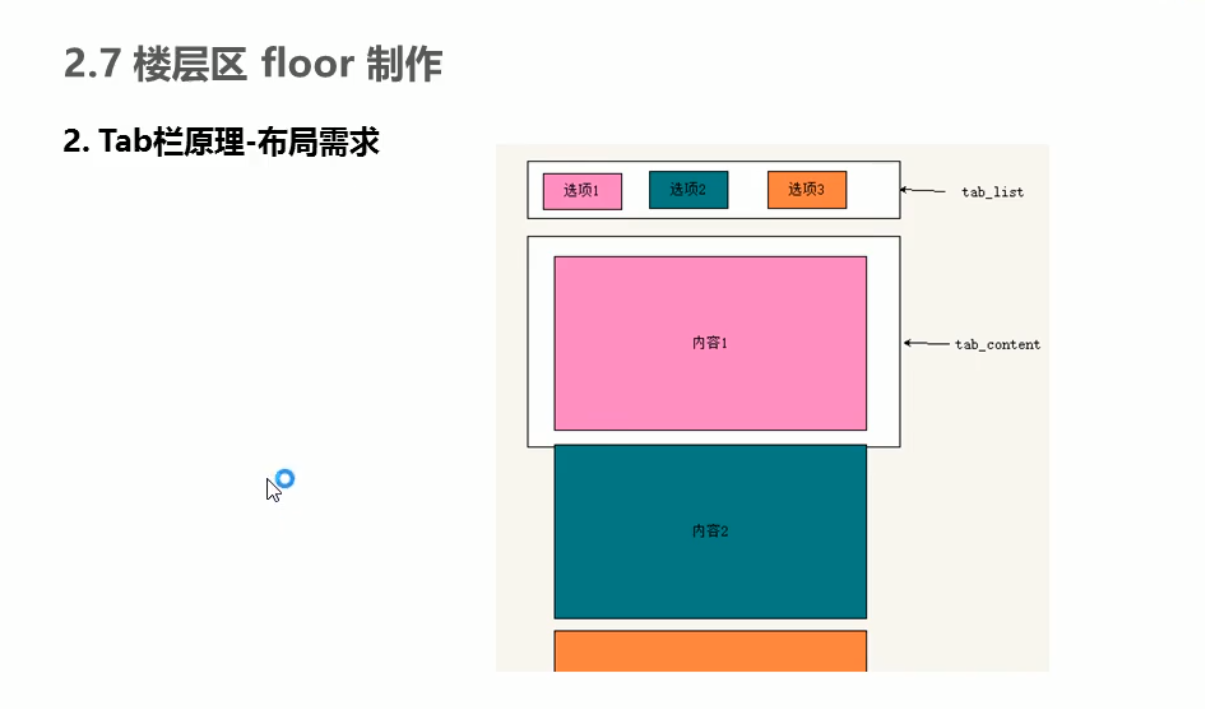 2.7 楼层区 floor 制作
2. Tab栏原理-布局需求
选项1 选项2 选项3
tab_list
内容1
tab_content
内容2